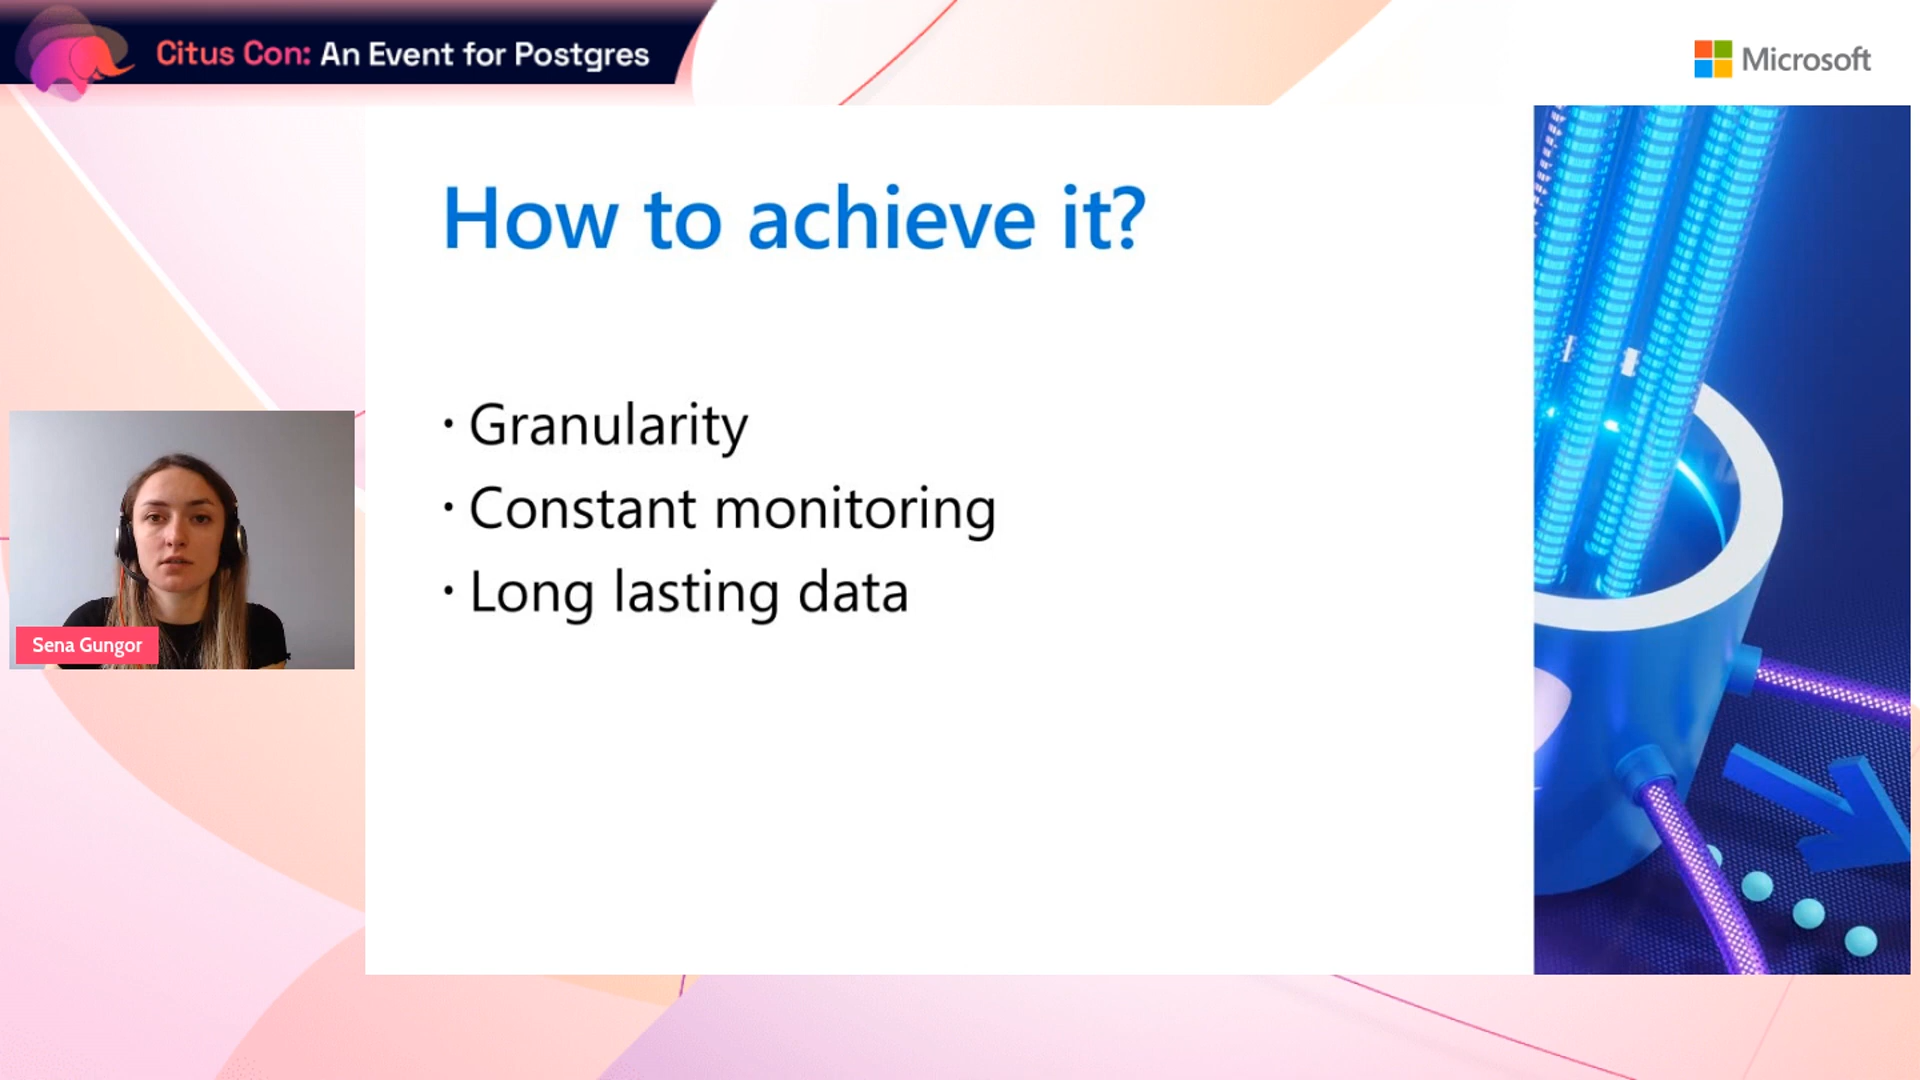 Citus Con: An Event for Postgres
Microsoft
How to achieve it?
• Granularity
• Constant monitoring
• Long lasting data
Sena Gungor